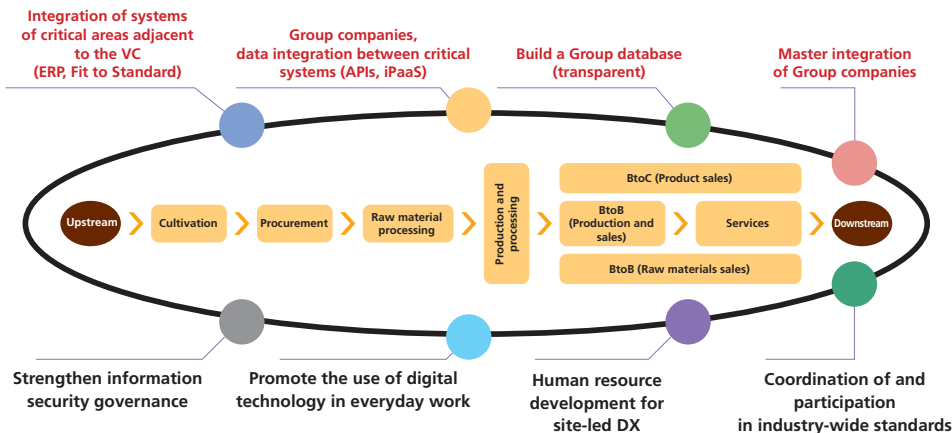 Integration of systems
of critical areas adjacent
to the VC
(ERP, Fit to Standard)
Group companies,
data integration between critical
systems (APIs, iPaaS)
Build a Group database
(transparent)
Master integration
of Group companies
Upstream
Cultivation
Procurement
Raw material
processing
Production and
processing
BtoC (Product sales)
BtoB
(Production and
sales)
Services
BtoB (Raw materials sales)
Downstream
Strengthen information
security governance
Promote the use of digital
technology in everyday work
Human resource
development for
site-led DX
Coordination of and
participation
in industry-wide standards